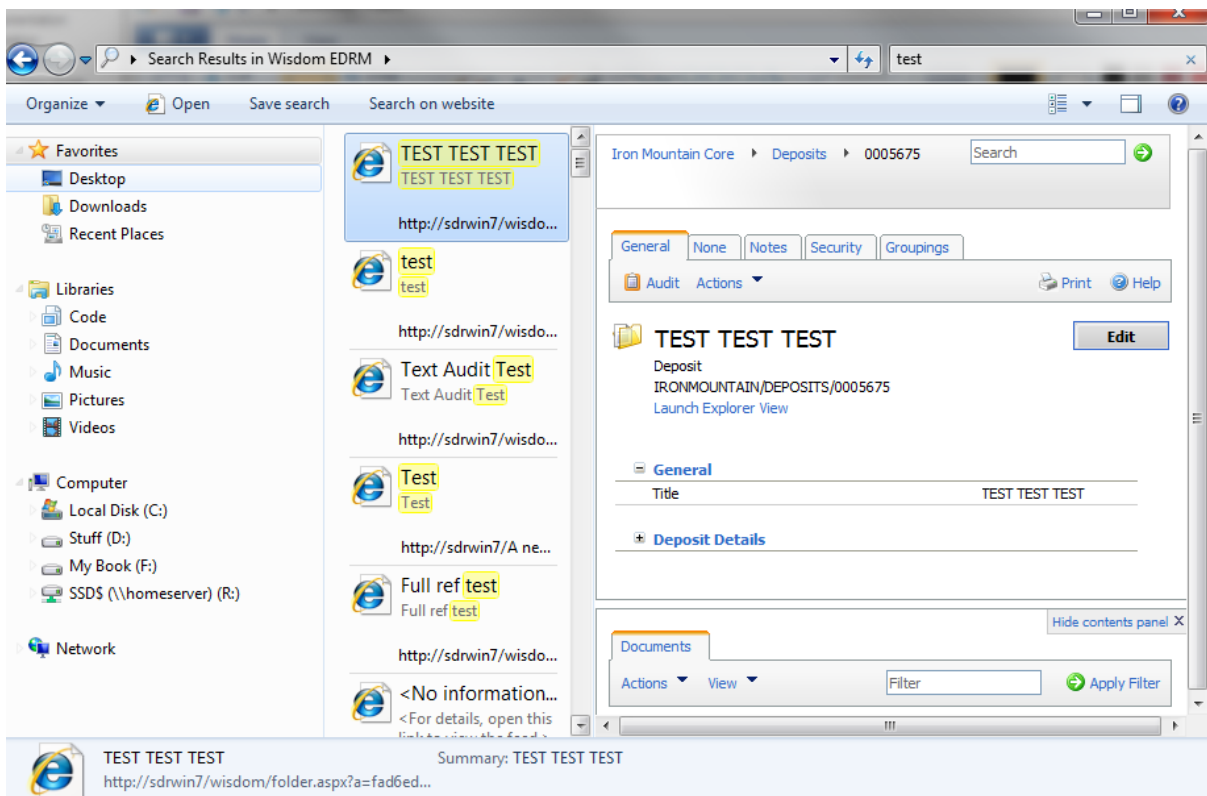 Search Results in Wisdom EDRM
test
Organize
Open
Save search
Search on website
Favorites
Desktop
Downloads
Recent Places
Libraries
Code
Documents
Music
Pictures
Videos
Computer
Local Disk (C:)
Stuff (D:)
My Book (F:)
SSD$ (\\homeserver) (R:)
Network
TEST TEST TEST
TEST TEST TEST
http://sdrwin7/wisdo...
test
test
http://sdrwin7/wisdo...
Text Audit Test
Text Audit Test
http://sdrwin7/wisdo...
Test
Test
http://sdrwin7/A ne...
Full ref test
Full ref test
http://sdrwin7/wisdo...
<No information...
<For details, open this
link to view the feed.>
Iron Mountain Core Deposits 0005675
Search
General None Notes Security Groupings
Audit Actions Print Help
TEST TEST TEST
Edit
Deposit
IRONMOUNTAIN/DEPOSITS/0005675
Launch Explorer View
General
Title TEST TEST TEST
Deposit Details
Hide contents panel X
Documents
Actions View Filter Apply Filter
TEST TEST TEST Summary: TEST TEST TEST
http://sdrwin7/wisdom/folder.aspx?a=fad6ed...